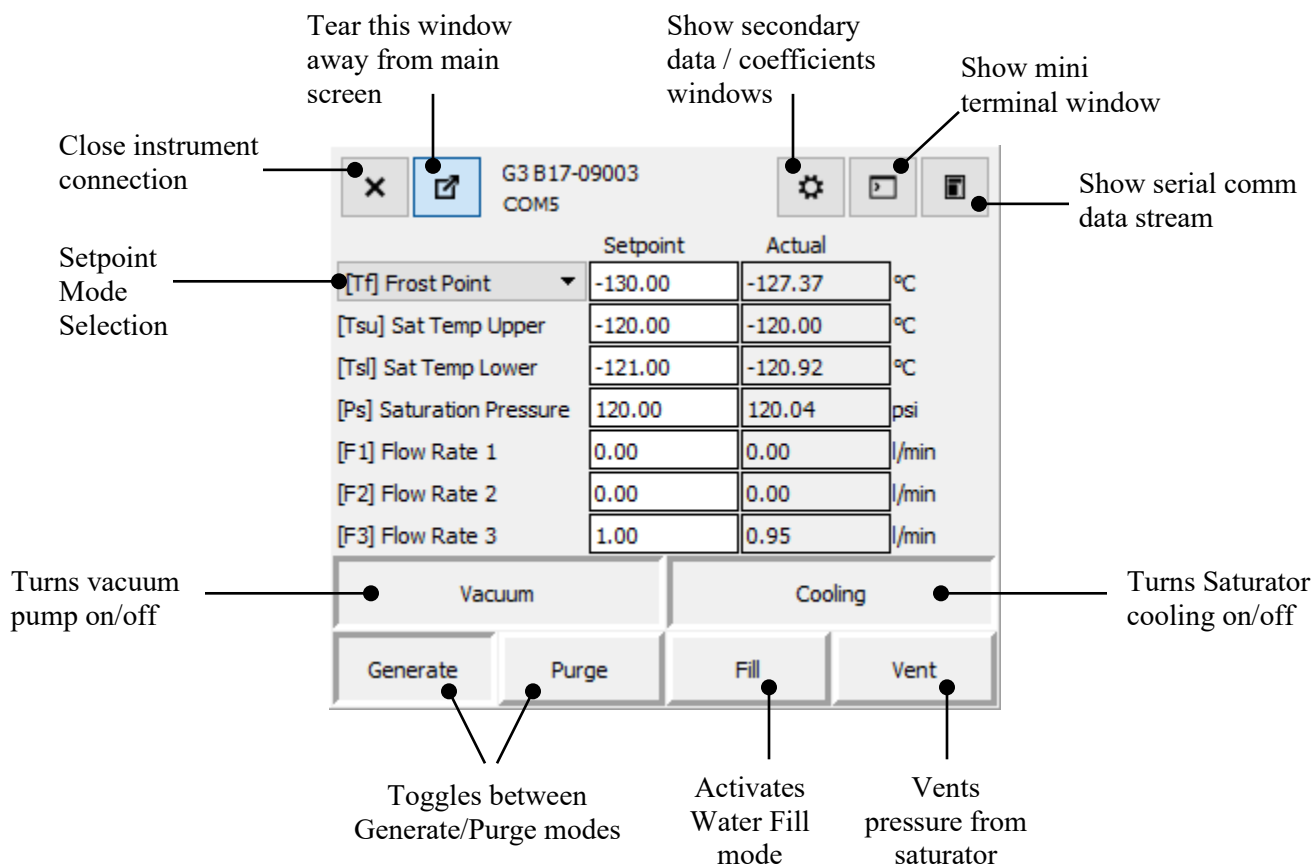 Tear this window
away from main
screen
Show secondary
data / coefficients
windows
Show mini
terminal window
Close instrument
connection
G3 B17-09003
COM5
Show serial comm
data stream
Setpoint
Mode
Selection
Setpoint Actual
[Tf] Frost Point -130.00 -127.37 °C
[Tsu] Sat Temp Upper -120.00 -120.00 °C
[Tsl] Sat Temp Lower -121.00 -120.92 °C
[Ps] Saturation Pressure 120.00 120.04 psi
[F1] Flow Rate 1 0.00 0.00 l/min
[F2] Flow Rate 2 0.00 0.00 l/min
[F3] Flow Rate 3 1.00 0.95 l/min
Turns vacuum
pump on/off
Vacuum Cooling
Turns Saturator
cooling on/off
Generate Purge Fill Vent
Toggles between
Generate/Purge modes
Activates
Water Fill
mode
Vents
pressure from
saturator